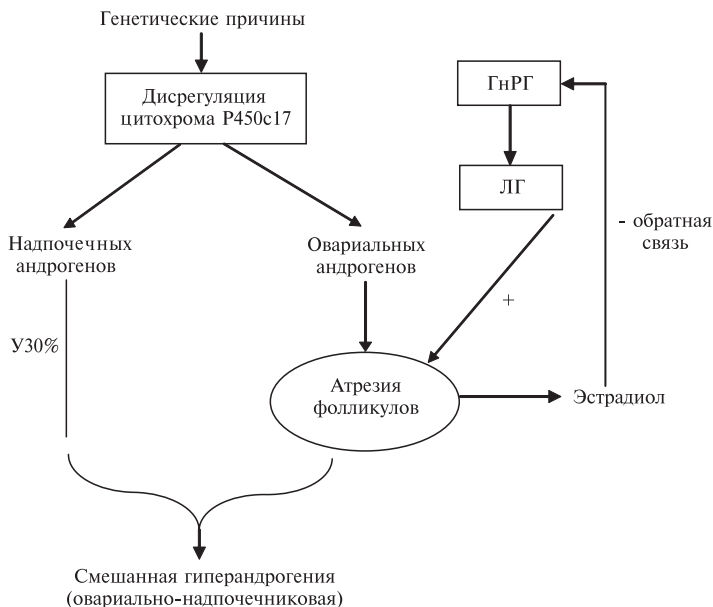 Генетические причины
Дисрегуляция
цитохрома P450c17
ГнРГ
ЛГ
Надпочечных
андрогенов
Овариальных
андрогенов
- обратная
связь
+
У30%
Атрезия
фолликулов
Эстрадиол
Смешанная гиперандрогения
(овариально-надпочечниковая)